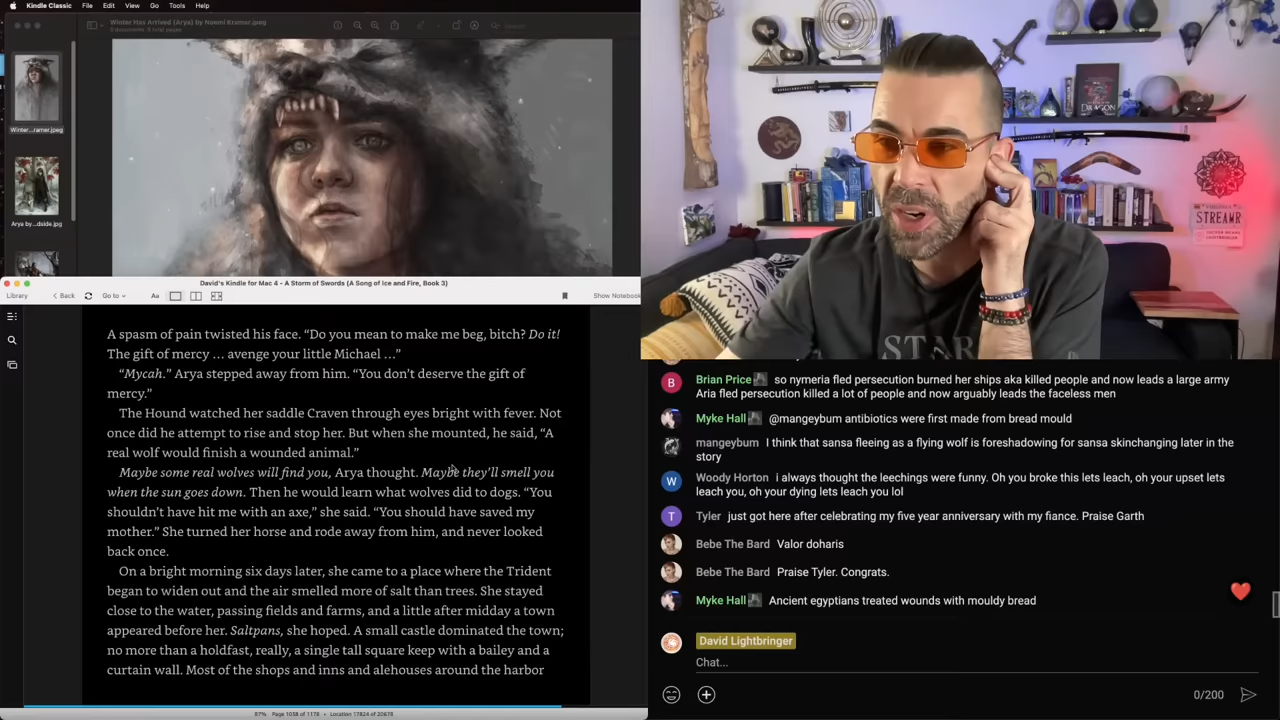 Kindle Classic File Edit View Go Tools Help
Winter Has Arrived (Arya) by Noemi Kremer.jpeg
Search
Winter...ramer.jpeg
Arya by...dside.jpg
David's Kindle for Mac 4 - A Storm of Swords (A Song of Ice and Fire, Book 3)
Library Back Go to Aa Show Notebook
A spasm of pain twisted his face. “Do you mean to make me beg, bitch? Do it!
The gift of mercy … avenge your little Michael …”
“Mycah.” Arya stepped away from him. “You don’t deserve the gift of
mercy.”
The Hound watched her saddle Craven through eyes bright with fever. Not
once did he attempt to rise and stop her. But when she mounted, he said, “A
real wolf would finish a wounded animal.”
Maybe some real wolves will find you, Arya thought. Maybe they’ll smell you
when the sun goes down. Then he would learn what wolves did to dogs. “You
shouldn’t have hit me with an axe,” she said. “You should have saved my
mother.” She turned her horse and rode away from him, and never looked
back once.
On a bright morning six days later, she came to a place where the Trident
began to widen out and the air smelled more of salt than trees. She stayed
close to the water, passing fields and farms, and a little after midday a town
appeared before her. Saltpans, she hoped. A small castle dominated the town;
no more than a holdfast, really, a single tall square keep with a bailey and a
curtain wall. Most of the shops and inns and alehouses around the harbor
87% Page 1038 of 1178 • Location 17824 of 20678
DRAGON
STREAMR
STAR
B Brian Price so nymeria fled persecution burned her ships aka killed people and now leads a large army
Aria fled persecution killed a lot of people and now arguably leads the faceless men
Myke Hall @mangeybum antibiotics were first made from bread mould
mangeybum I think that sansa fleeing as a flying wolf is foreshadowing for sansa skinchanging later in the
story
W Woody Horton i always thought the leechings were funny. Oh you broke this lets leach, oh your upset lets
leach you, oh your dying lets leach you lol
T Tyler just got here after celebrating my five year anniversary with my fiance. Praise Garth
Bebe The Bard Valor doharis
Bebe The Bard Praise Tyler. Congrats.
Myke Hall Ancient egyptians treated wounds with mouldy bread
David Lightbringer
Chat...
0/200